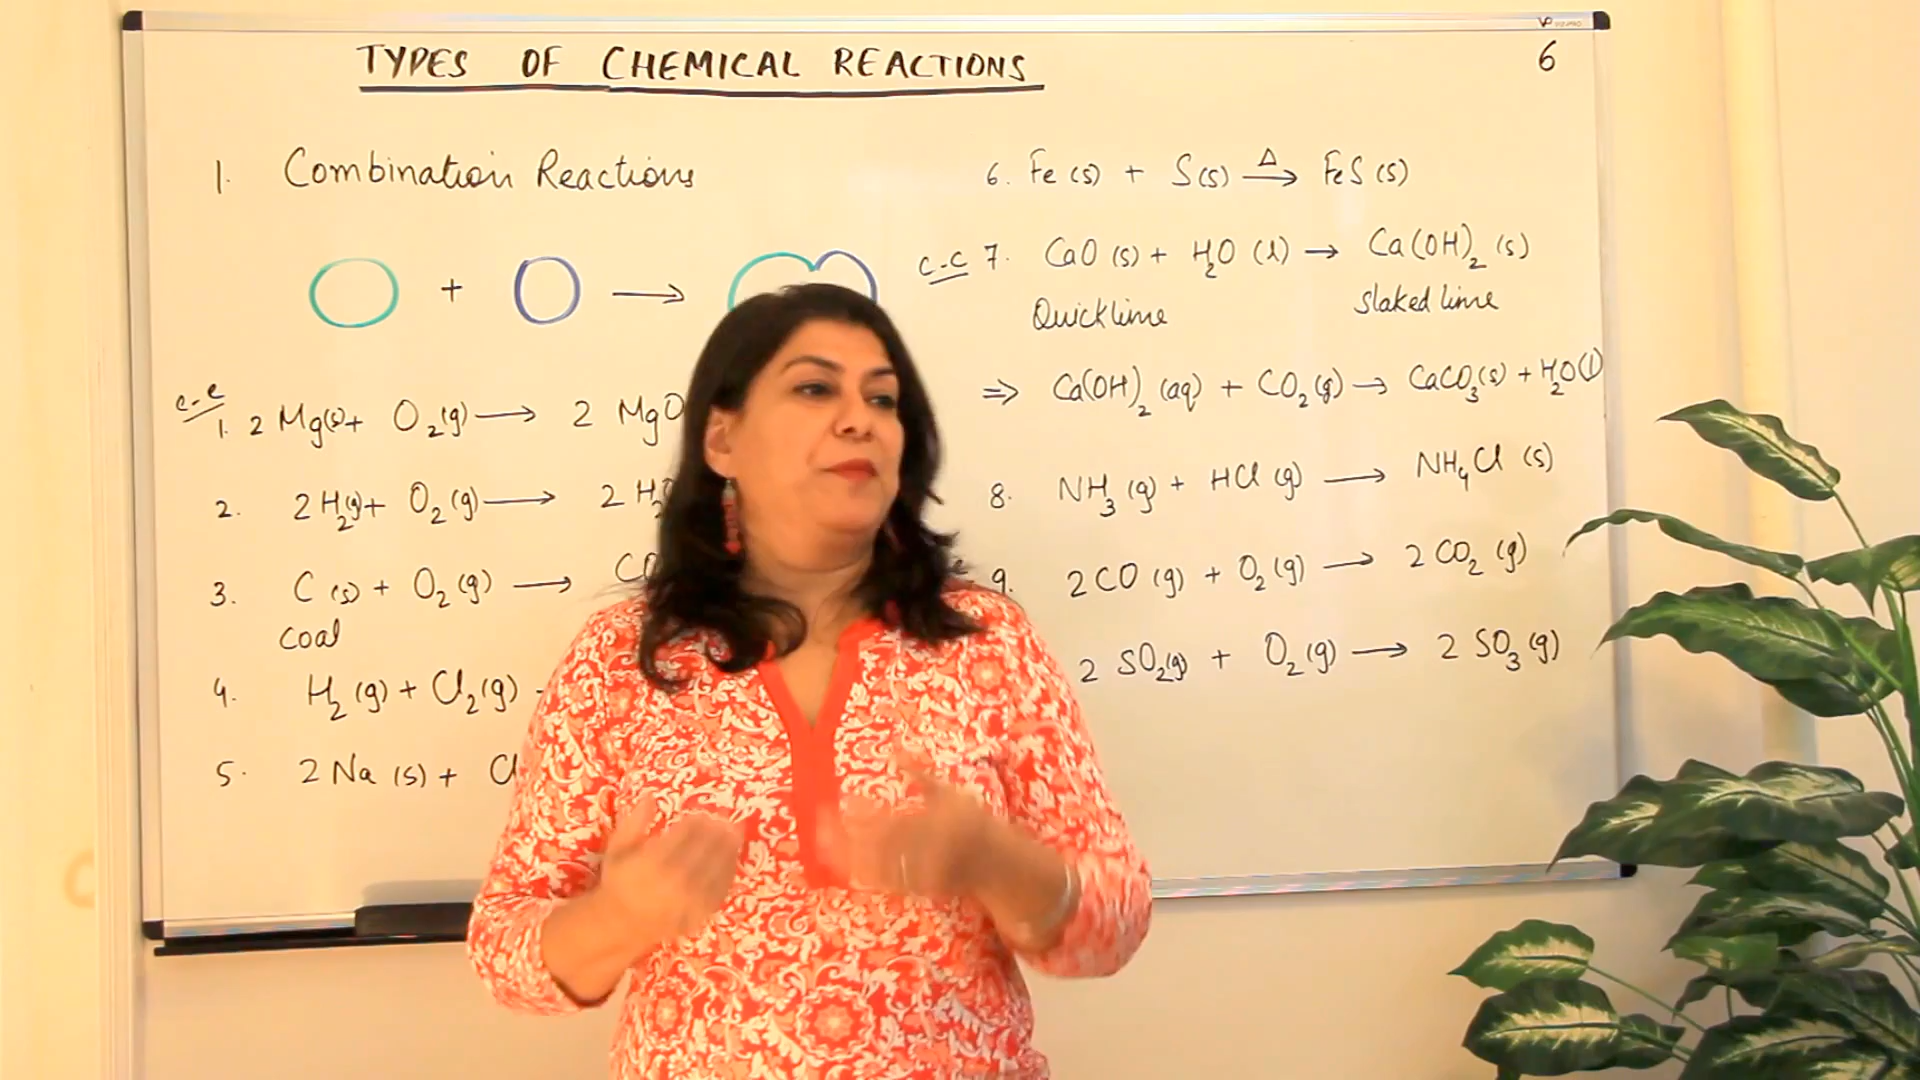 TYPES OF CHEMICAL REACTIONS
6
1. Combination Reactions
+ →
1. 2 Mg(s) + O₂(g) → 2 MgO
2. 2 H₂(g) + O₂(g) → 2 H₂
3. C (s) + O₂(g) → CO
coal
4. H₂(g) + Cl₂(g)
5. 2 Na (s) + Cl
6. Fe (s) + S(s) →Δ FeS (s)
C-C 7. CaO (s) + H₂O (l) → Ca(OH)₂ (s)
Quicklime slaked lime
⇒ Ca(OH)₂ (aq) + CO₂(g) → CaCO₃(s) + H₂O(l)
8. NH₃ (g) + HCl (g) → NH₄Cl (s)
9. 2CO (g) + O₂(g) → 2 CO₂ (g)
2 SO₂(g) + O₂(g) → 2 SO₃(g)